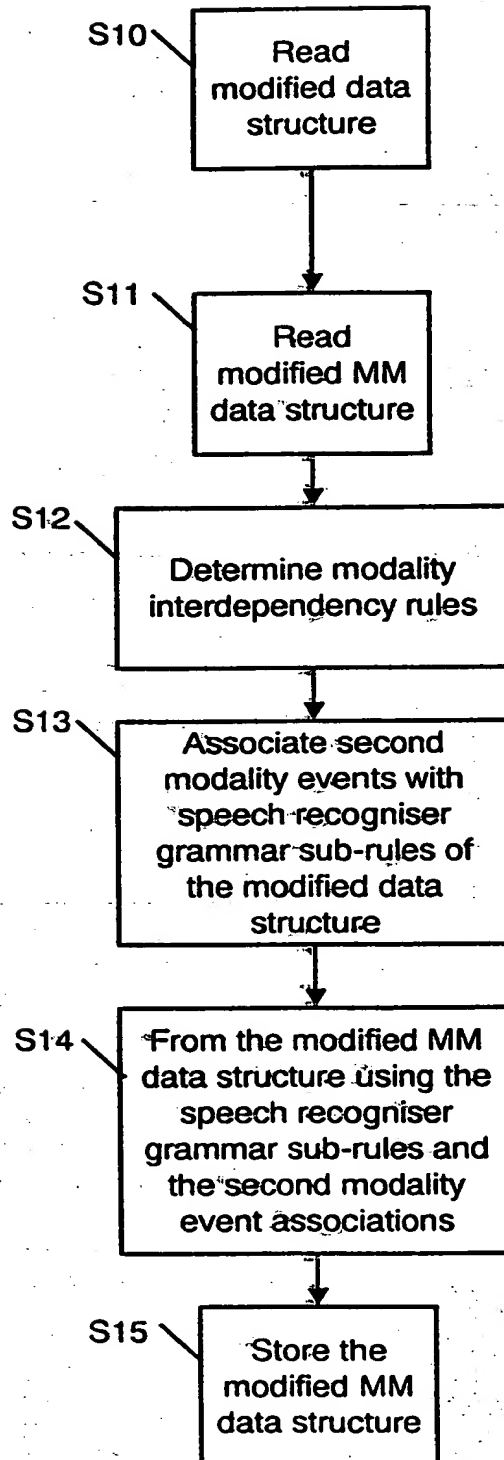 S10
Read
modified data
structure
S11
Read
modified MM
data structure
S12
Determine modality
interdependency rules
S13
Associate second
modality events with
speech recogniser
grammar sub-rules of
the modified data
structure
S14
From the modified MM
data structure using the
speech recogniser
grammar sub-rules and
the second modality
event associations
S15
Store the
modified MM
data structure